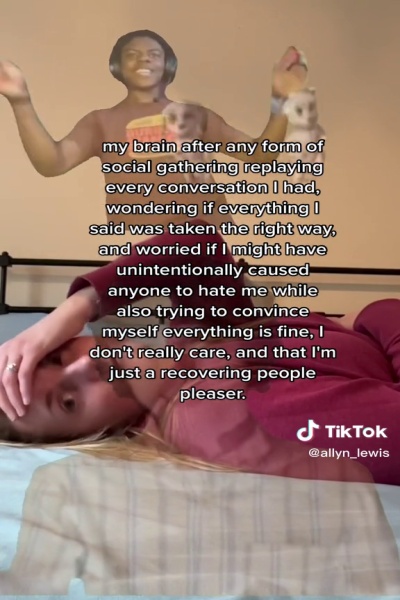 my brain after any form of
social gathering replaying
every conversation I had,
wondering if everything I
said was taken the right way,
and worried if I might have
unintentionally caused
anyone to hate me while
also trying to convince
myself everything is fine, I
don't really care, and that I'm
just a recovering people
pleaser.
TikTok
@allyn_lewis